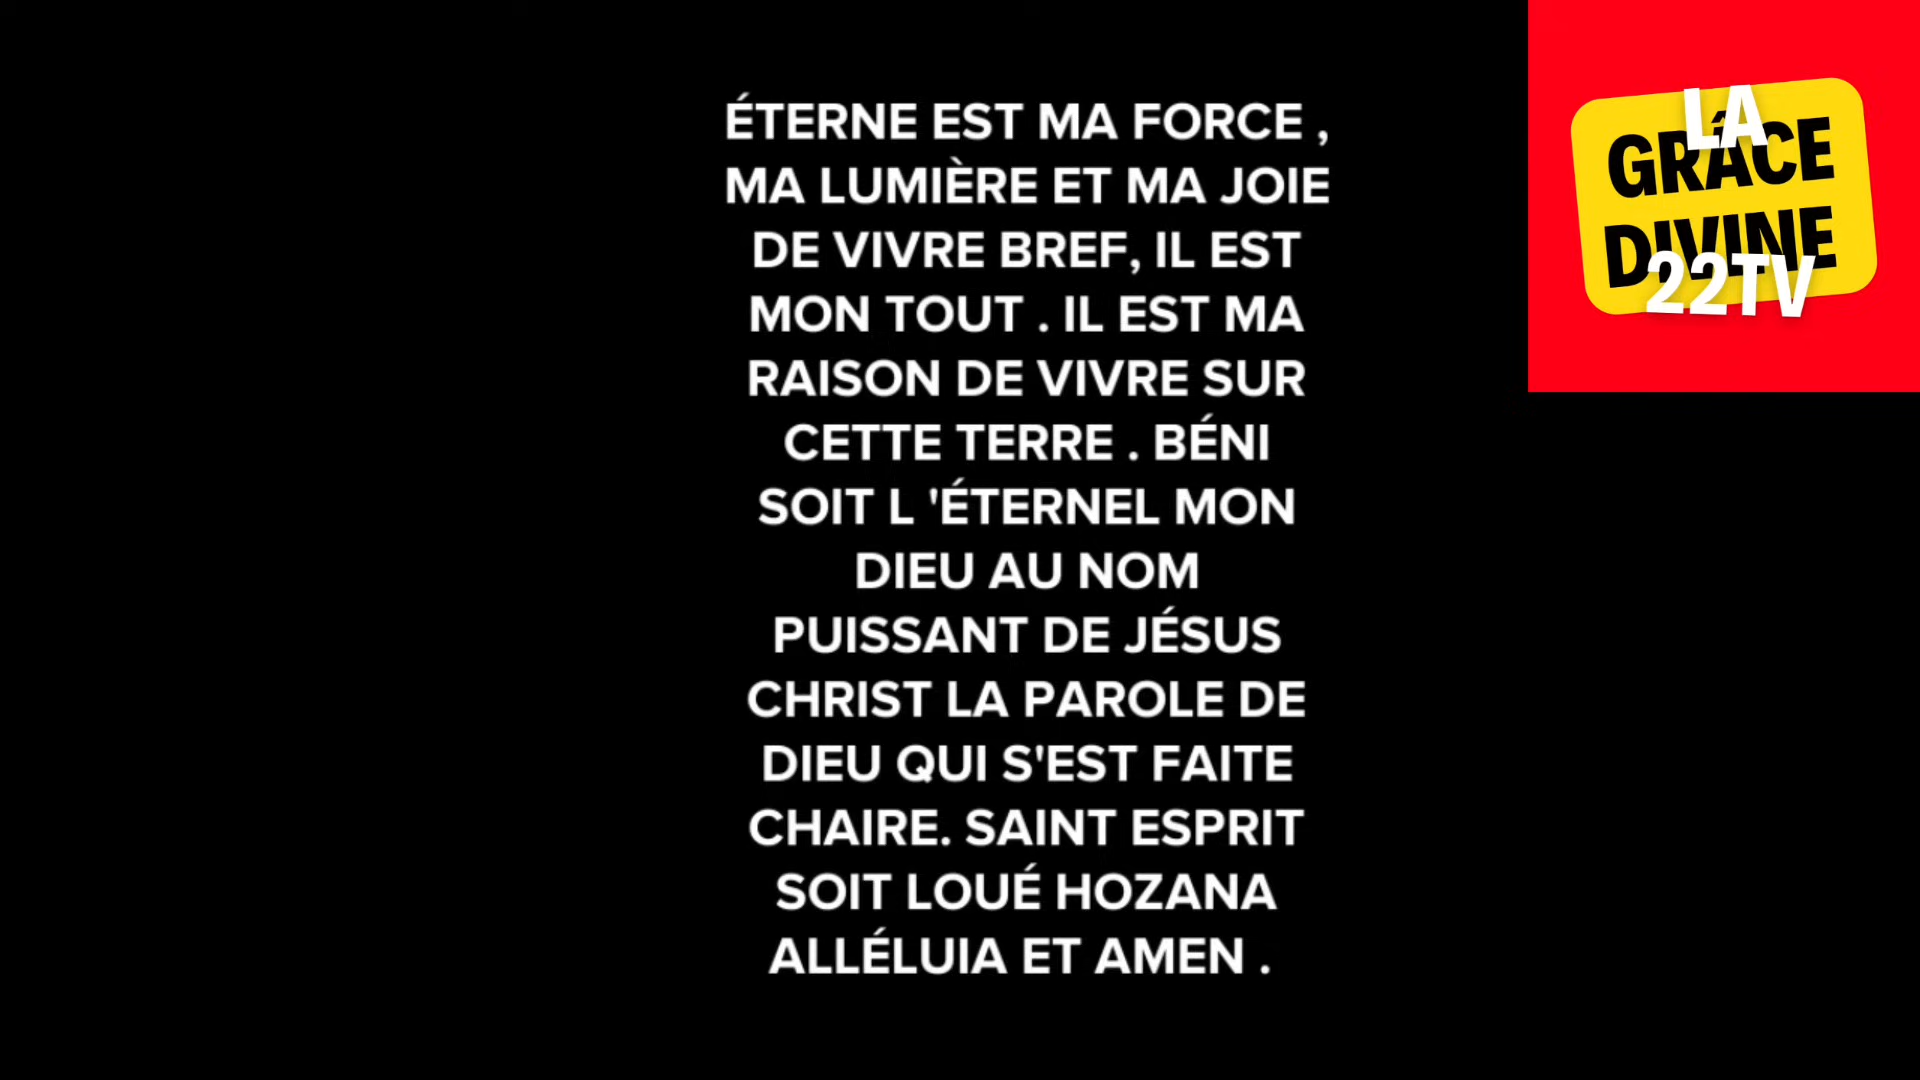 ÉTERNE EST MA FORCE ,
MA LUMIÈRE ET MA JOIE
DE VIVRE BREF, IL EST
MON TOUT . IL EST MA
RAISON DE VIVRE SUR
CETTE TERRE . BÉNI
SOIT L 'ÉTERNEL MON
DIEU AU NOM
PUISSANT DE JÉSUS
CHRIST LA PAROLE DE
DIEU QUI S'EST FAITE
CHAIRE. SAINT ESPRIT
SOIT LOUÉ HOZANA
ALLÉLUIA ET AMEN .
LA
GRÂCE
DIVINE
22TV